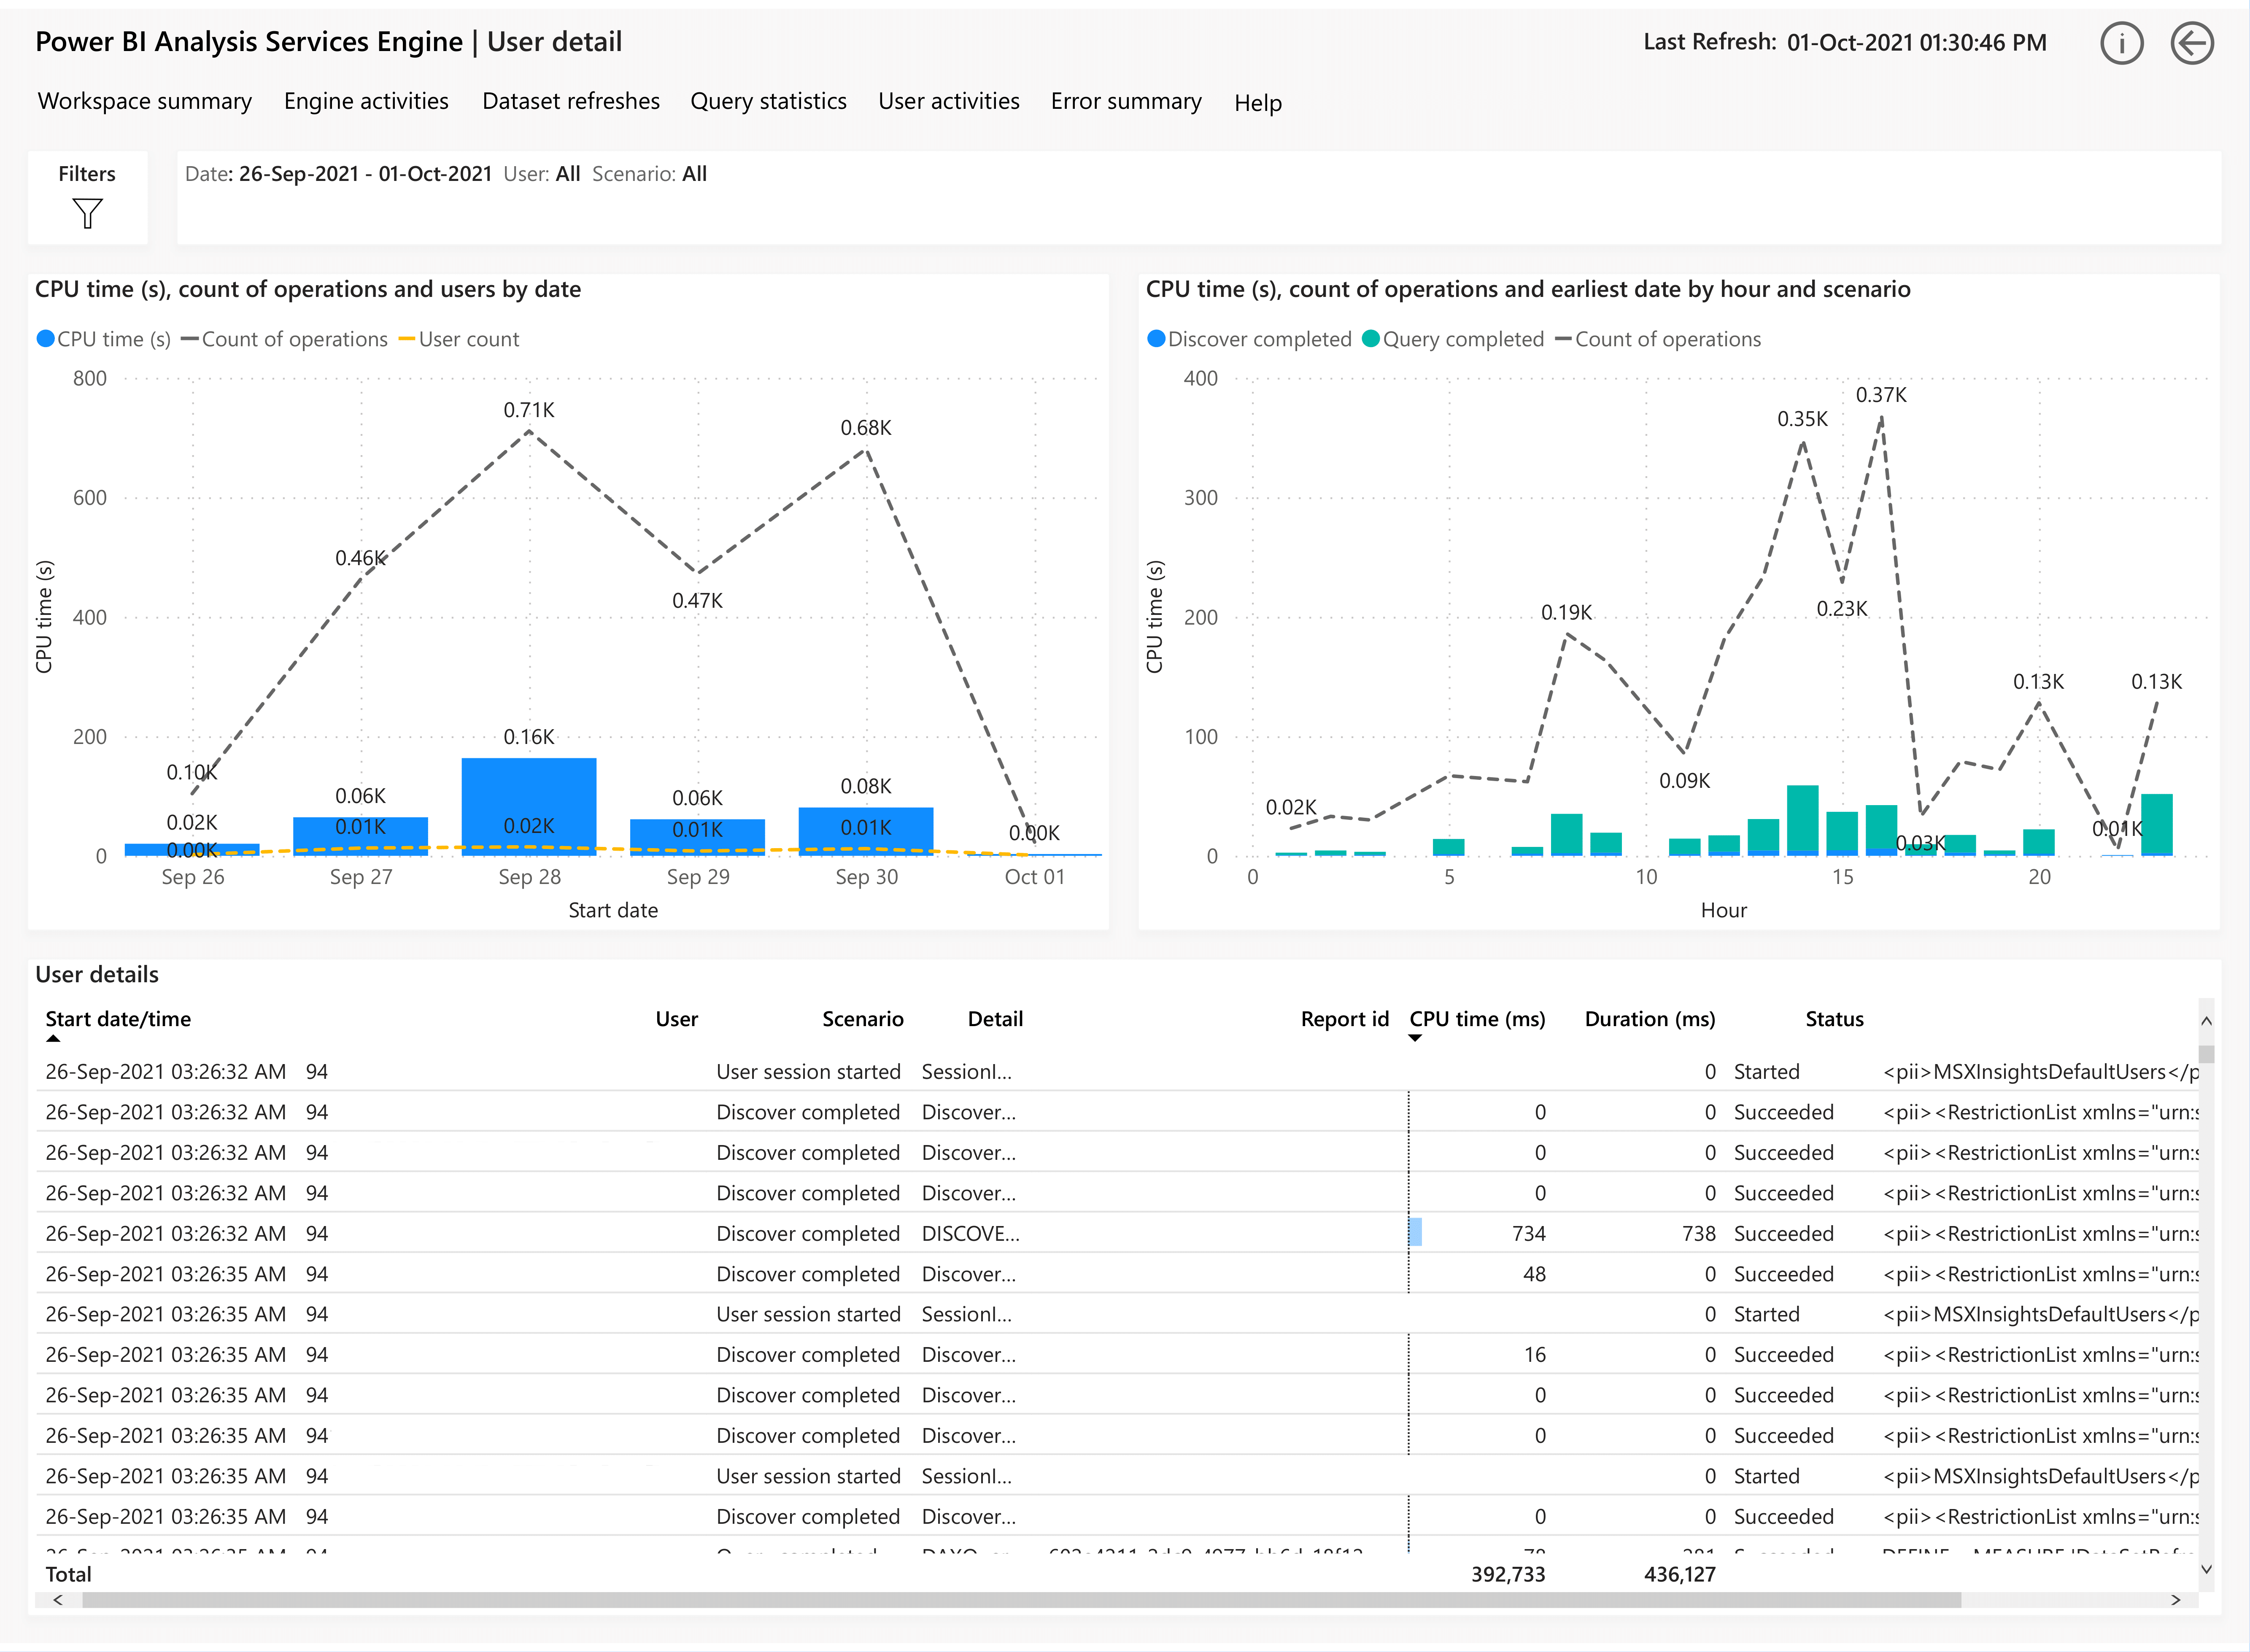 Power BI Analysis Services Engine | User detail
Last Refresh: 01-Oct-2021 01:30:46 PM
Workspace summary Engine activities Dataset refreshes Query statistics User activities Error summary Help
Filters
Date: 26-Sep-2021 - 01-Oct-2021 User: All Scenario: All
CPU time (s), count of operations and users by date
CPU time (s) Count of operations User count
800
600
400
200
0
CPU time (s)
0.10K
0.46K
0.71K
0.47K
0.68K
0.00K
0.02K
0.06K
0.16K
0.06K
0.08K
0.00K
0.01K
0.02K
0.01K
0.01K
Sep 26 Sep 27 Sep 28 Sep 29 Sep 30 Oct 01
Start date
CPU time (s), count of operations and earliest date by hour and scenario
Discover completed Query completed Count of operations
400
300
200
100
0
CPU time (s)
0.02K
0.19K
0.09K
0.35K
0.23K
0.37K
0.03K
0.13K
0.01K
0.13K
0 5 10 15 20
Hour
User details
Start date/time User Scenario Detail Report id CPU time (ms) Duration (ms) Status
26-Sep-2021 03:26:32 AM 94 User session started SessionI... 0 Started <pii>MSXInsightsDefaultUsers</p
26-Sep-2021 03:26:32 AM 94 Discover completed Discover... 0 0 Succeeded <pii><RestrictionList xmlns="urn:s
26-Sep-2021 03:26:32 AM 94 Discover completed Discover... 0 0 Succeeded <pii><RestrictionList xmlns="urn:s
26-Sep-2021 03:26:32 AM 94 Discover completed Discover... 0 0 Succeeded <pii><RestrictionList xmlns="urn:s
26-Sep-2021 03:26:32 AM 94 Discover completed DISCOVE... 734 738 Succeeded <pii><RestrictionList xmlns="urn:s
26-Sep-2021 03:26:35 AM 94 Discover completed Discover... 48 0 Succeeded <pii><RestrictionList xmlns="urn:s
26-Sep-2021 03:26:35 AM 94 User session started SessionI... 0 Started <pii>MSXInsightsDefaultUsers</p
26-Sep-2021 03:26:35 AM 94 Discover completed Discover... 16 0 Succeeded <pii><RestrictionList xmlns="urn:s
26-Sep-2021 03:26:35 AM 94 Discover completed Discover... 0 0 Succeeded <pii><RestrictionList xmlns="urn:s
26-Sep-2021 03:26:35 AM 94 Discover completed Discover... 0 0 Succeeded <pii><RestrictionList xmlns="urn:s
26-Sep-2021 03:26:35 AM 94 User session started SessionI... 0 Started <pii>MSXInsightsDefaultUsers</p
26-Sep-2021 03:26:35 AM 94 Discover completed Discover... 0 0 Succeeded <pii><RestrictionList xmlns="urn:s
Total 392,733 436,127